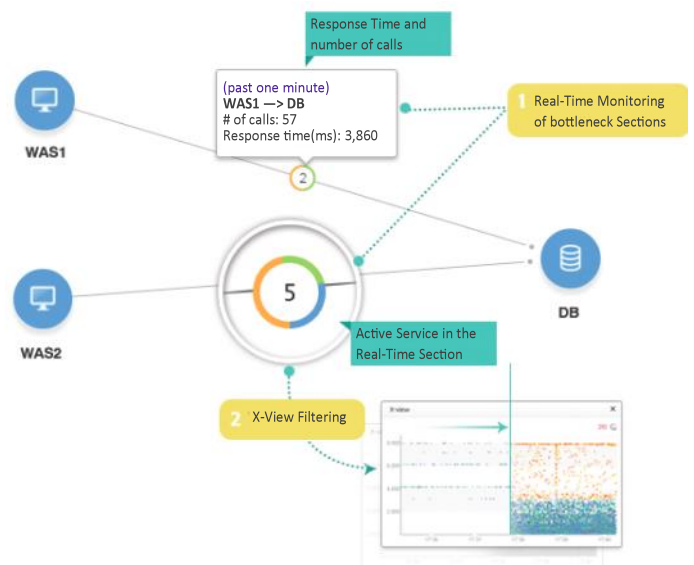 Response Time and
number of calls
(past one minute)
WAS1 —> DB
# of calls: 57
Response time(ms): 3,860
1 Real-Time Monitoring
of bottleneck Sections
WAS1
2
5
WAS2
DB
Active Service in the
Real-Time Section
2 X-View Filtering
X-view